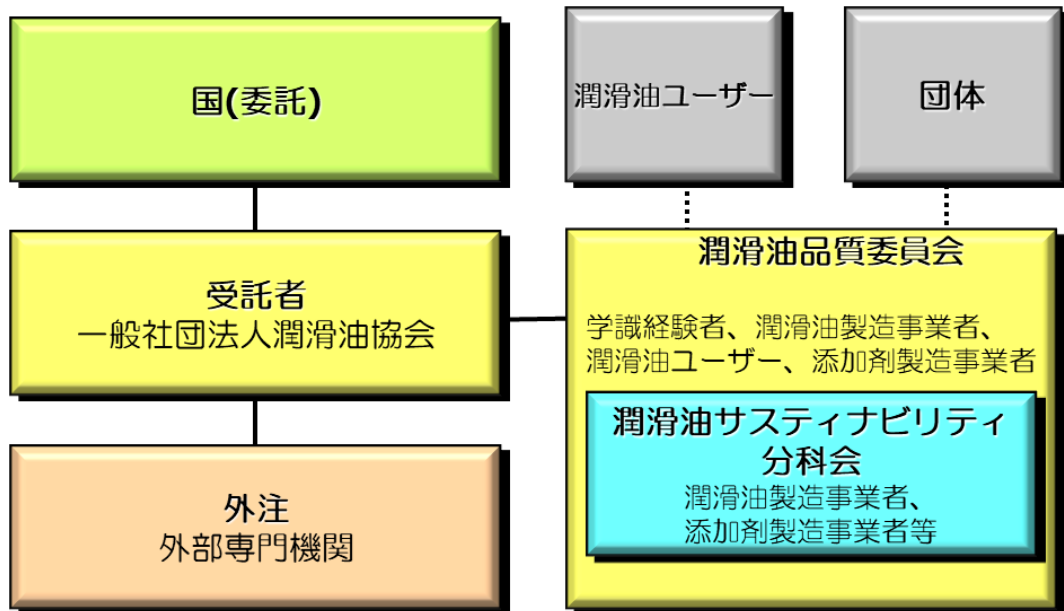 国(委託)
潤滑油ユーザー
団体
受託者
一般社団法人潤滑油協会
潤滑油品質委員会
学識経験者、潤滑油製造事業者、
潤滑油ユーザー、添加剤製造事業者
潤滑油サスティナビリティ
分科会
潤滑油製造事業者、
添加剤製造事業者等
外注
外部専門機関